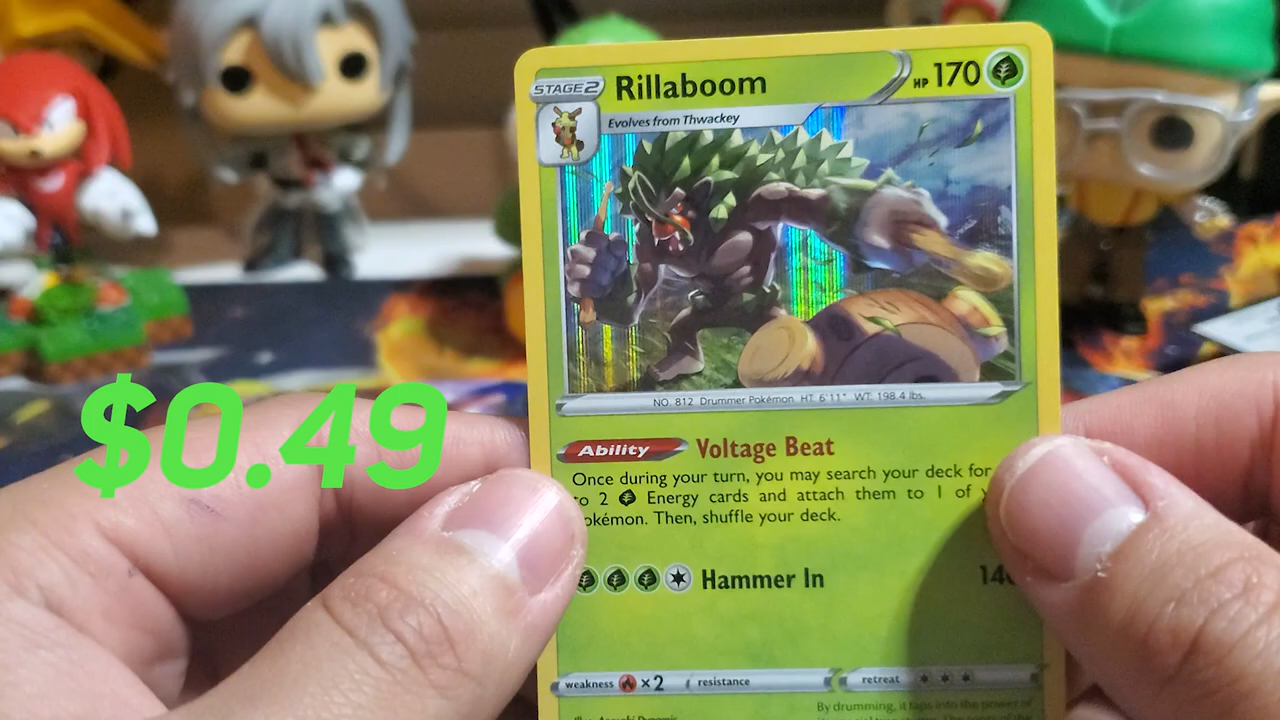 STAGE2
Rillaboom
HP 170
Evolves from Thwackey
NO. 812 Drummer Pokémon. HT: 6'11" WT: 198.4 lbs.
$0.49
Ability Voltage Beat
Once during your turn, you may search your deck for
to 2 Energy cards and attach them to 1 of y
okémon. Then, shuffle your deck.
Hammer In 14
weakness ×2 resistance retreat
By drumming, it taps into the power of